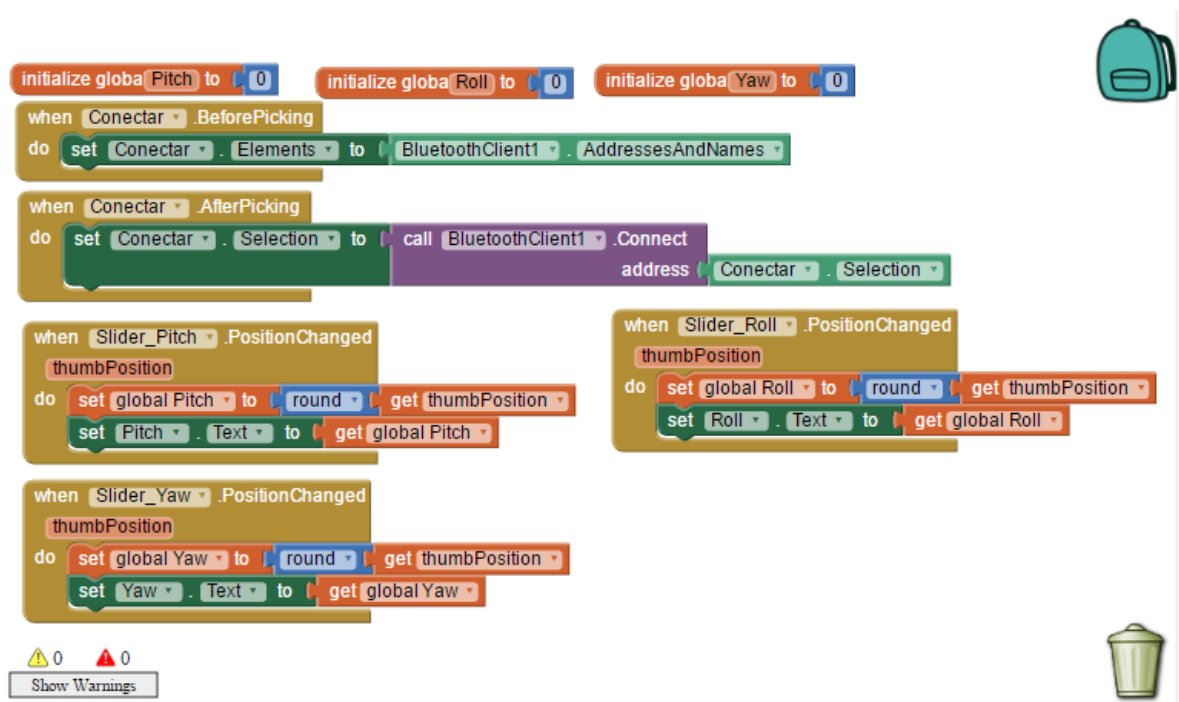 initialize globa Pitch to 0 initialize globa Roll to 0 initialize globa Yaw to 0
when Conectar .BeforePicking
do set Conectar . Elements to BluetoothClient1 . AddressesAndNames
when Conectar .AfterPicking
do set Conectar . Selection to call BluetoothClient1 .Connect
address Conectar . Selection
when Slider_Pitch .PositionChanged
thumbPosition
do set global Pitch to round get thumbPosition
set Pitch . Text to get global Pitch
when Slider_Roll .PositionChanged
thumbPosition
do set global Roll to round get thumbPosition
set Roll . Text to get global Roll
when Slider_Yaw .PositionChanged
thumbPosition
do set global Yaw to round get thumbPosition
set Yaw . Text to get global Yaw
0 0
Show Warnings